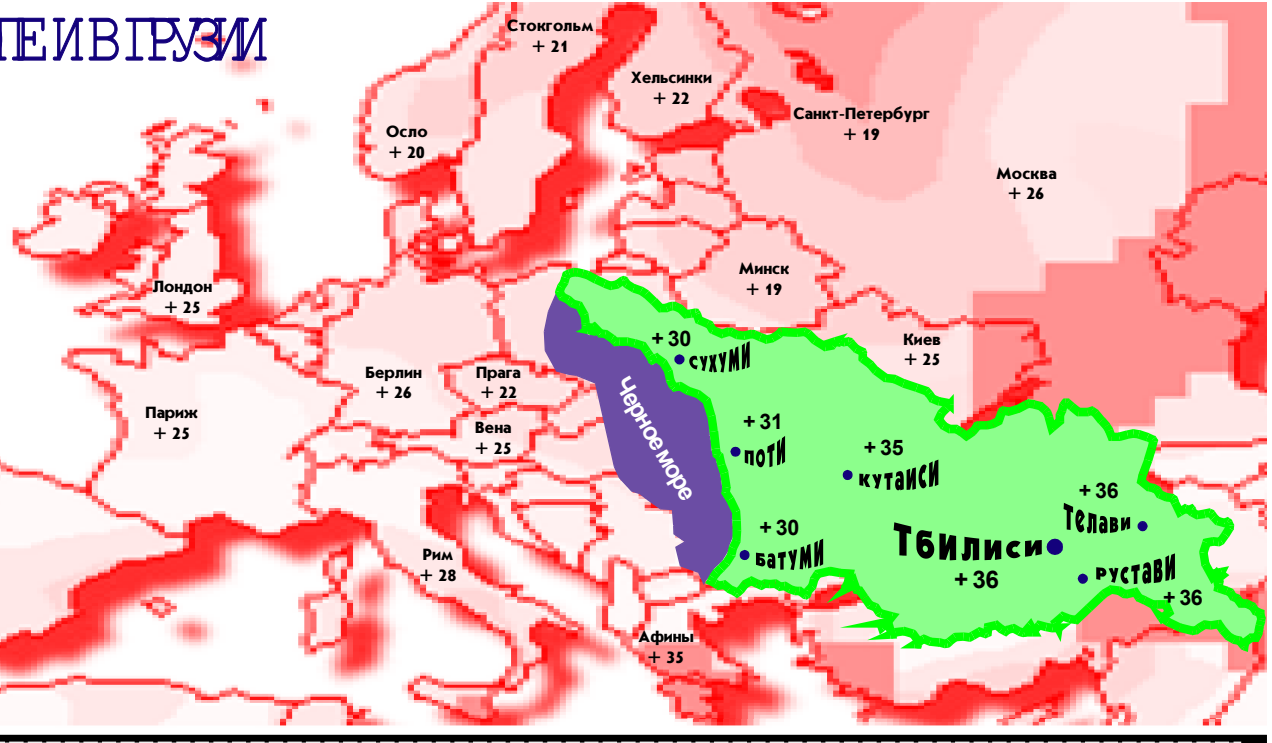 ПЕ И В ГРУЗИИ
Стокгольм
+ 21
Хельсинки
+ 22
Осло
+ 20
Санкт-Петербург
+ 19
Москва
+ 26
Лондон
+ 25
Минск
+ 19
Киев
+ 25
Берлин
+ 26
Прага
+ 22
Париж
+ 25
Вена
+ 25
Рим
+ 28
Афины
+ 35
Черное море
+ 30
СУХУМИ
+ 31
ПОТИ
+ 35
КУТАИСИ
+ 30
БАТУМИ
+ 36
Телави
Тбилиси
+ 36
РУСТАВИ
+ 36